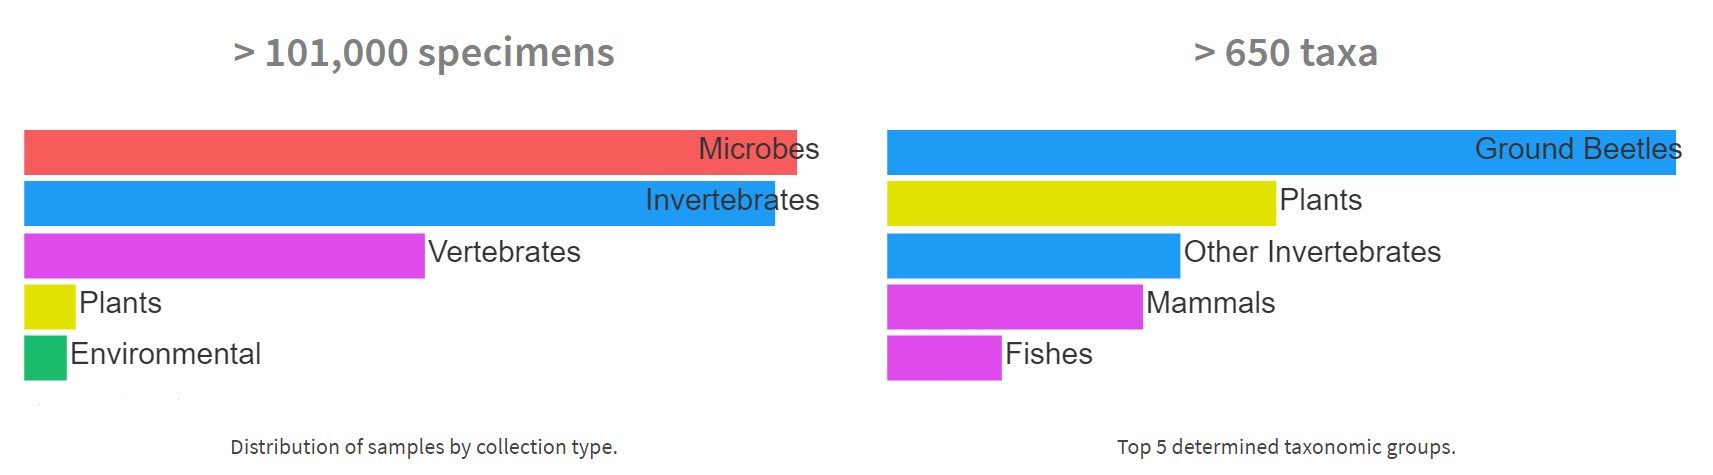 > 101,000 specimens
Microbes
Invertebrates
Vertebrates
Plants
Environmental
Distribution of samples by collection type.
> 650 taxa
Ground Beetles
Plants
Other Invertebrates
Mammals
Fishes
Top 5 determined taxonomic groups.